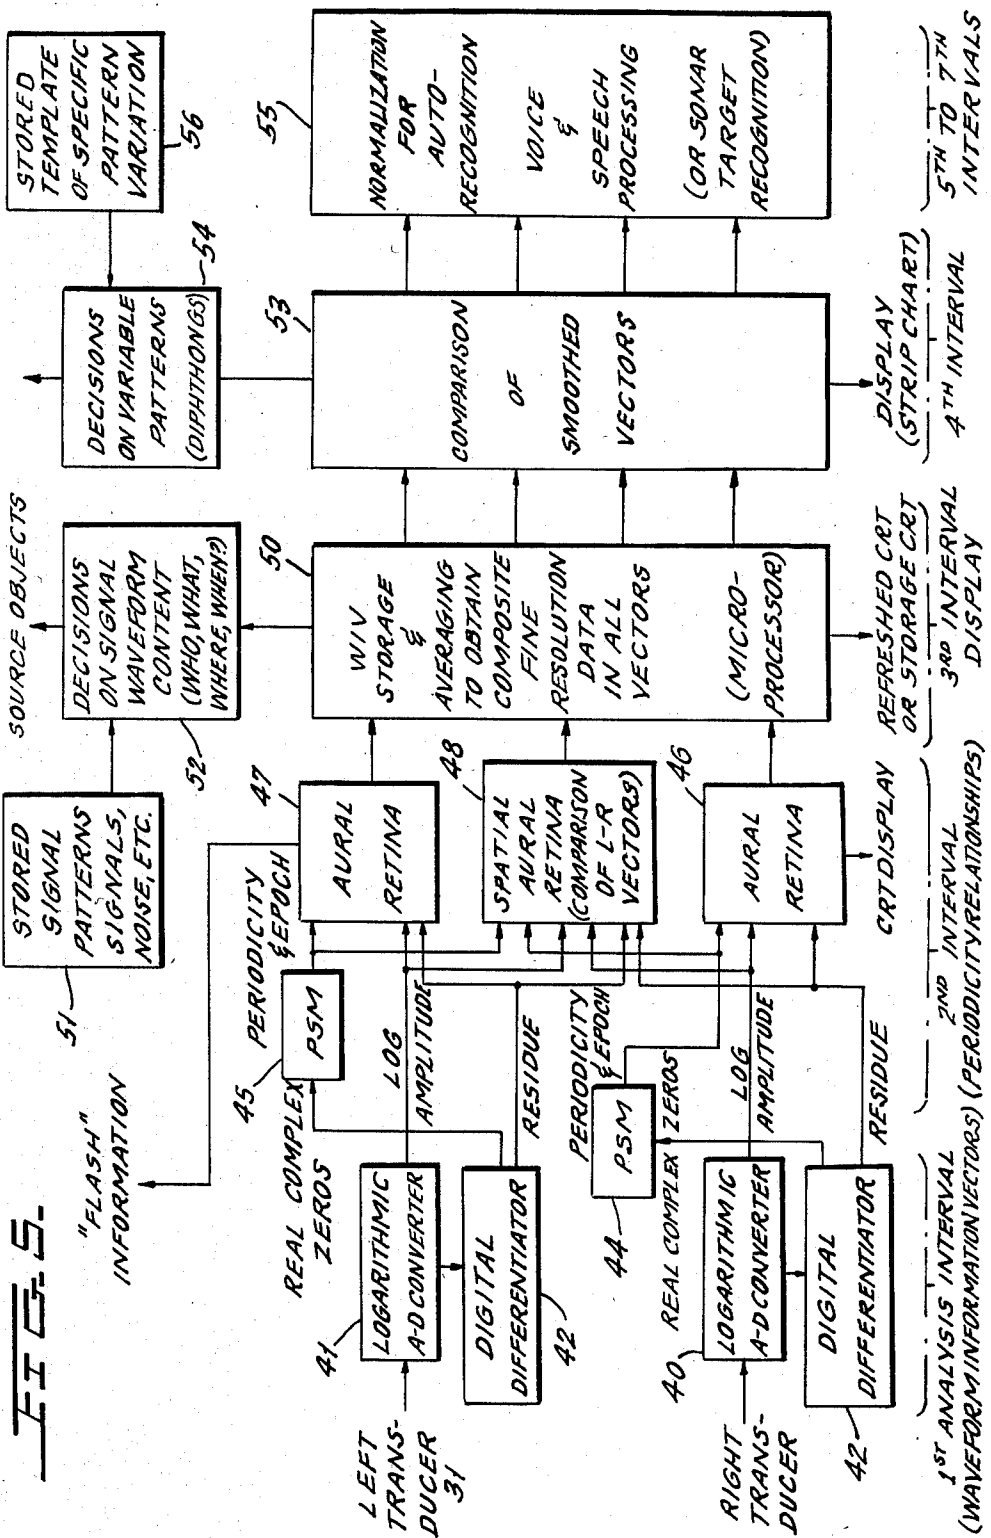 FIG. 5.
"FLASH"
INFORMATION
STORED
SIGNAL
PATTERNS
SIGNALS,
NOISE, ETC.
51
SOURCE OBJECTS
DECISIONS
ON SIGNAL
WAVEFORM
CONTENT
(WHO, WHAT,
WHERE, WHEN?)
52
DECISIONS
ON VARIABLE
PATTERNS
(DIPHTHONGS)
54
STORED
TEMPLATE
OF SPECIFIC
PATTERN
VARIATION
56
LEFT
TRANS-
DUCER
31
41
LOGARITHMIC
A-D CONVERTER
DIGITAL
DIFFERENTIATOR
42
REAL COMPLEX
ZEROS
45
PSM
PERIODICITY
& EPOCH
LOG
AMPLITUDE
RESIDUE
47
AURAL
RETINA
48
SPATIAL
AURAL
RETINA
(COMPARISON
OF L-R
VECTORS)
RIGHT
TRANS-
DUCER
40
LOGARITHMIC
A-D CONVERTER
DIGITAL
DIFFERENTIATOR
42
REAL COMPLEX ZEROS
44
PSM
PERIODICITY
& EPOCH
LOG
AMPLITUDE
RESIDUE
46
AURAL
RETINA
CRT DISPLAY
50
WIV
STORAGE
&
AVERAGING
TO OBTAIN
COMPOSITE
FINE
RESOLUTION
DATA
IN ALL
VECTORS
(MICRO-
PROCESSOR)
REFRESHED CRT
OR STORAGE CRT
53
COMPARISON
OF
SMOOTHED
VECTORS
DISPLAY
(STRIP CHART)
55
NORMALIZATION
FOR
AUTO-
RECOGNITION
VOICE
&
SPEECH
PROCESSING
(OR SONAR
TARGET
RECOGNITION)
1ST ANALYSIS INTERVAL
(WAVEFORM INFORMATION VECTORS)
2ND INTERVAL
(PERIODICITY RELATIONSHIPS)
3RD INTERVAL
DISPLAY
4TH INTERVAL
5TH TO 7TH
INTERVALS